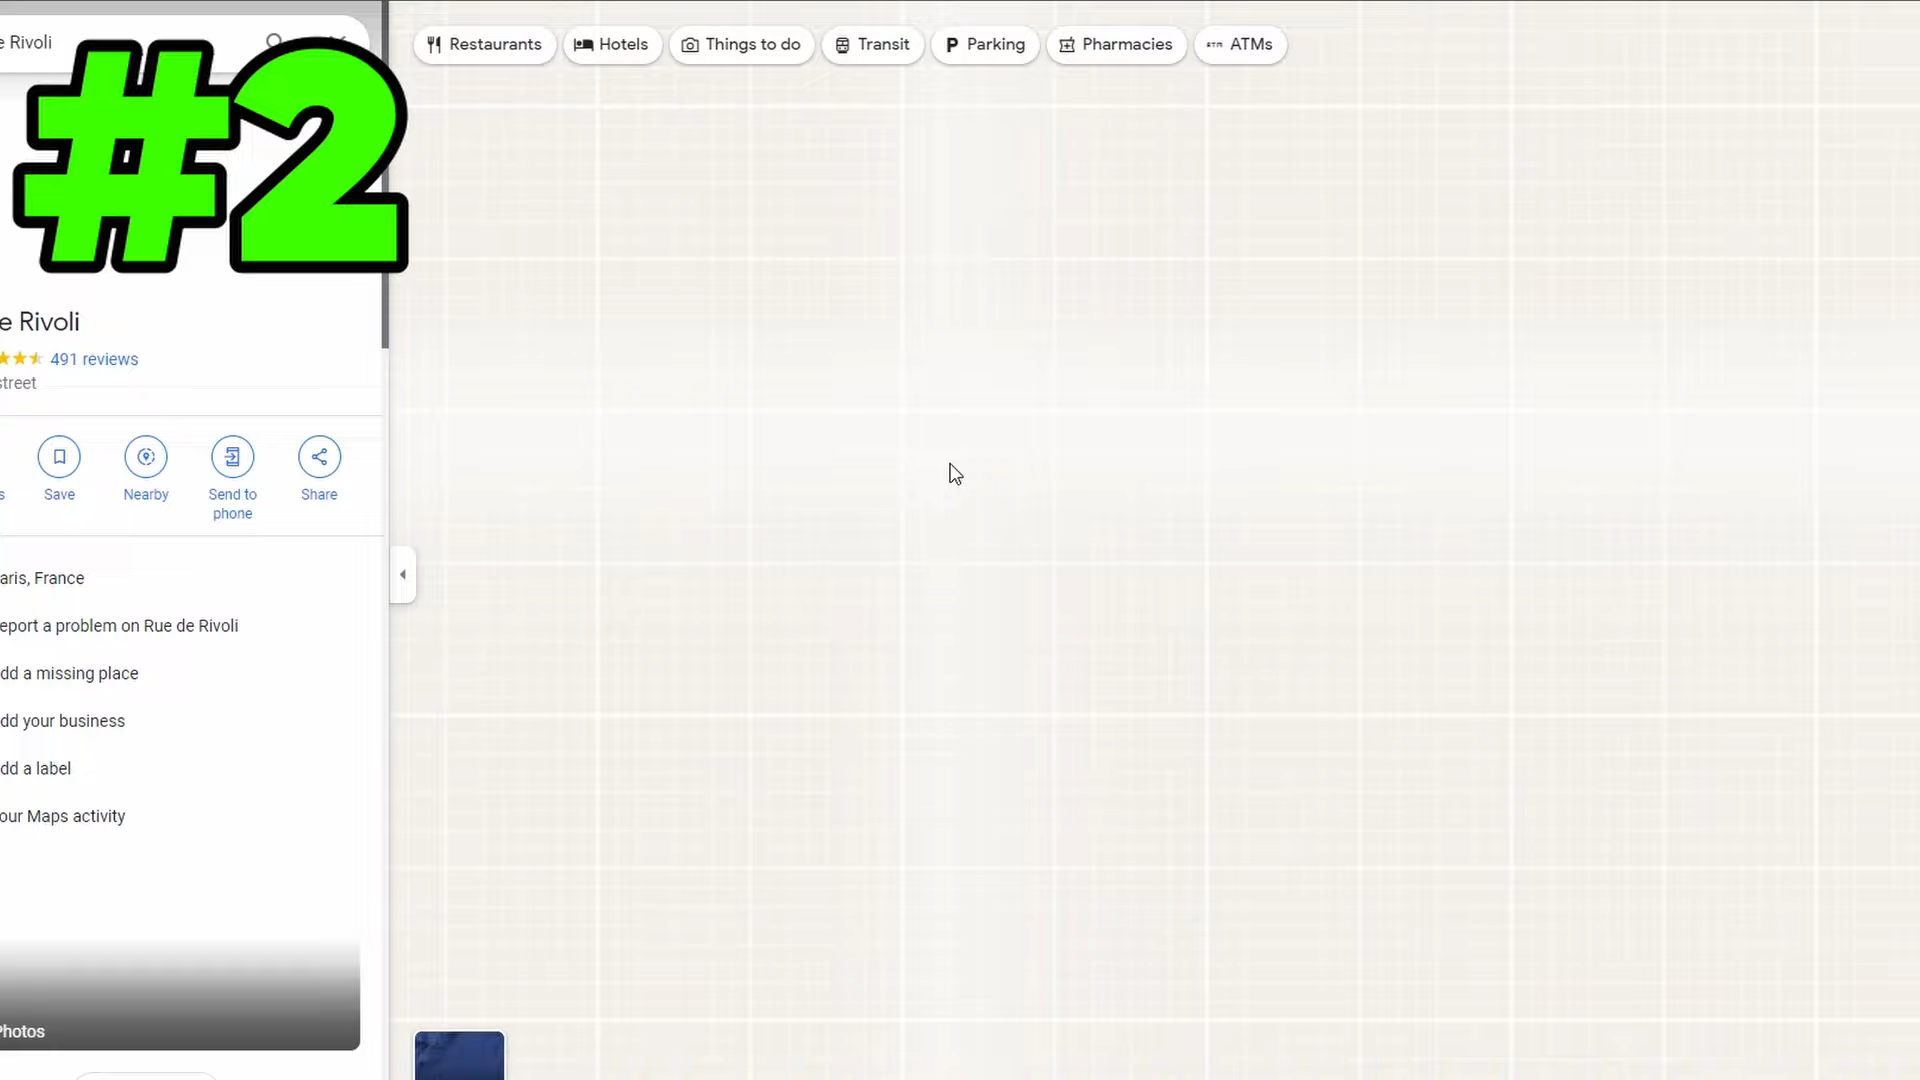 e Rivoli
#2
Restaurants
Hotels
Things to do
Transit
Parking
Pharmacies
ATMs
e Rivoli
491 reviews
street
s
Save
Nearby
Send to
phone
Share
aris, France
eport a problem on Rue de Rivoli
dd a missing place
dd your business
dd a label
our Maps activity
Photos